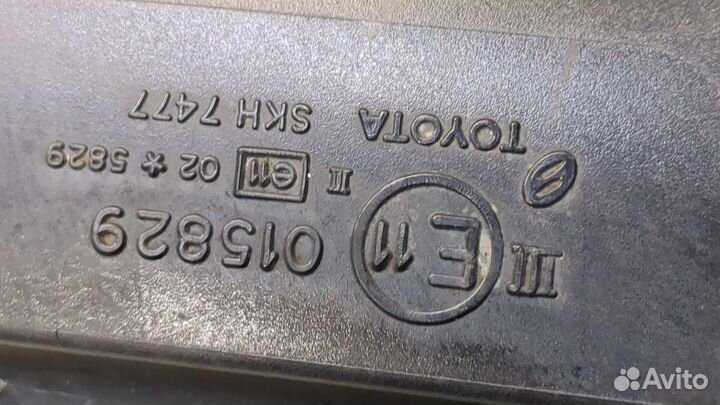 III E 11 015829
II e11 02 * 5829
TOYOTA SKH 7477
Avito